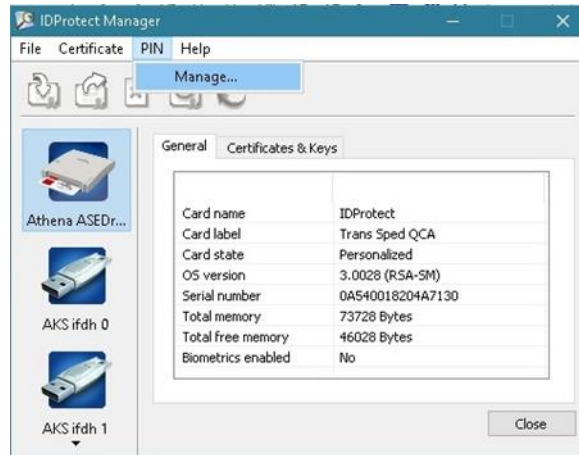 IDProtect Manager
File Certificate PIN Help
Manage...
General Certificates & Keys
Athena ASEDr...
AKS ifdh 0
AKS ifdh 1
Card name IDProtect
Card label Trans Sped QCA
Card state Personalized
OS version 3.0028 (RSA-SM)
Serial number 0A540018204A7130
Total memory 73728 Bytes
Total free memory 46028 Bytes
Biometrics enabled No
Close